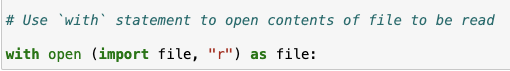 # Use `with` statement to open contents of file to be read
with open (import file, "r") as file: